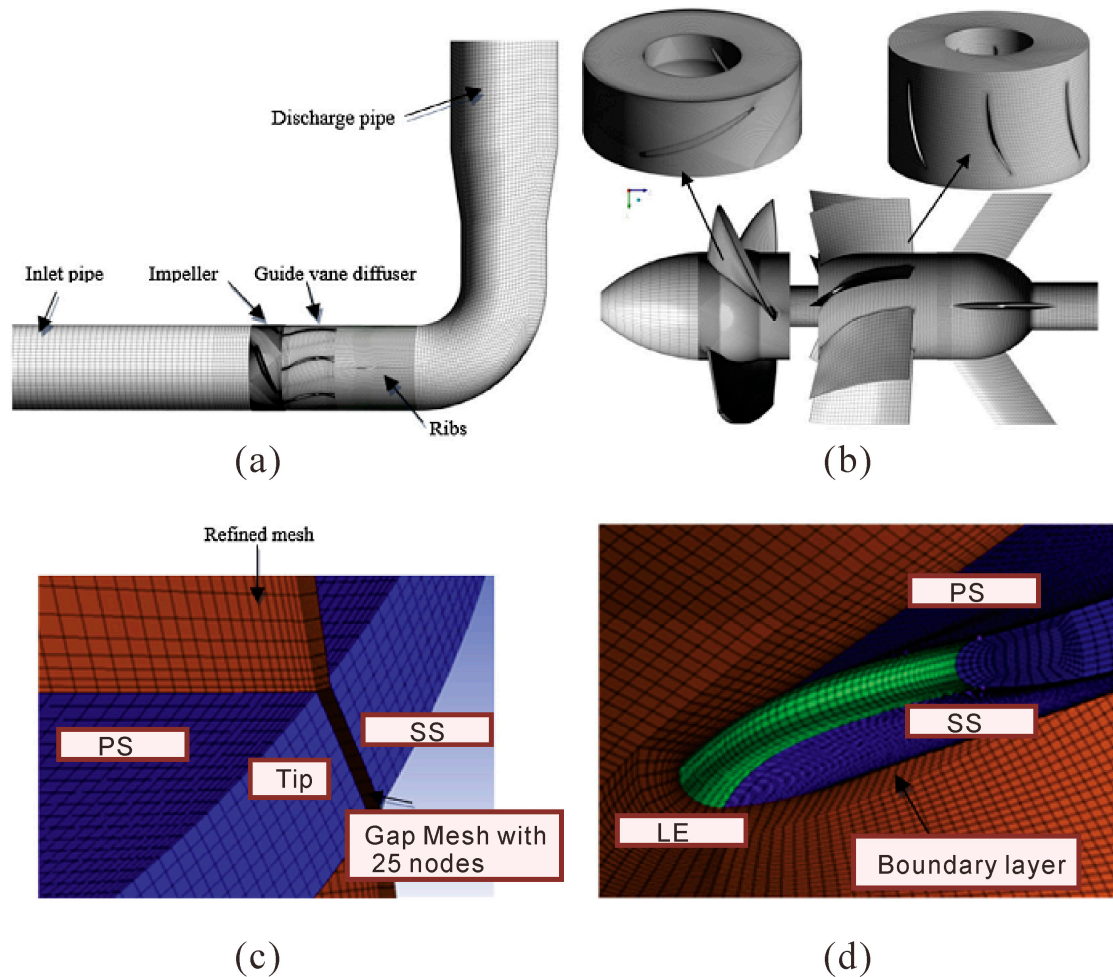 Discharge pipe
Inlet pipe
Impeller
Guide vane diffuser
Ribs
(a)
(b)
Refined mesh
PS
SS
Tip
Gap Mesh with
25 nodes
(c)
PS
SS
LE
Boundary layer
(d)